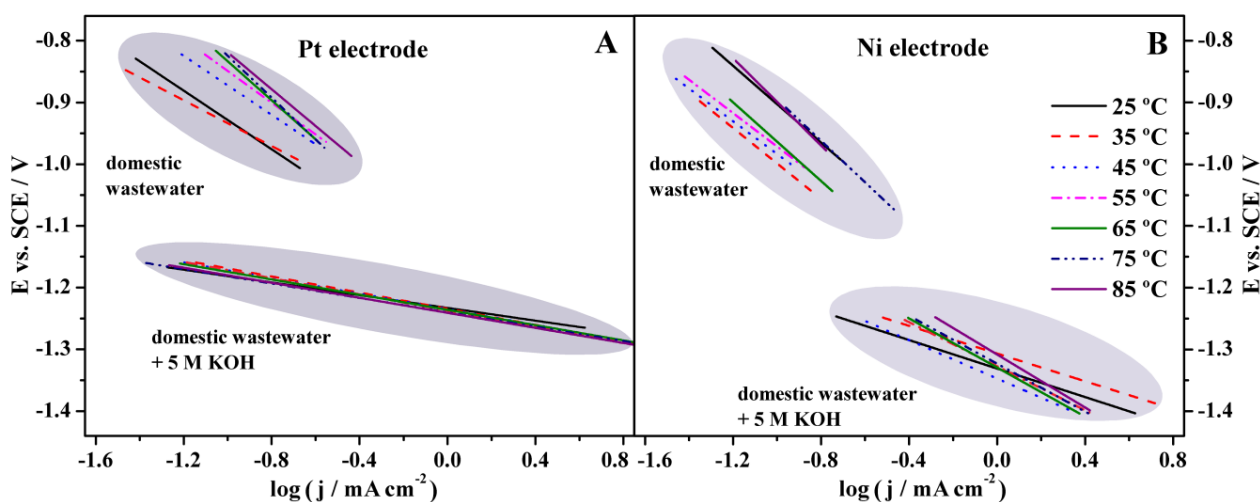 Pt electrode
A
E vs. SCE / V
-0.8
-0.9
-1.0
-1.1
-1.2
-1.3
-1.4
domestic
wastewater
domestic wastewater
+ 5 M KOH
-1.6 -1.2 -0.8 -0.4 0.0 0.4 0.8
log ( j / mA cm⁻²)
Ni electrode
B
domestic
wastewater
domestic wastewater
+ 5 M KOH
25 ºC
35 ºC
45 ºC
55 ºC
65 ºC
75 ºC
85 ºC
-0.8
-0.9
-1.0
-1.1
-1.2
-1.3
-1.4
E vs. SCE / V
-1.6 -1.2 -0.8 -0.4 0.0 0.4 0.8
log ( j / mA cm⁻²)